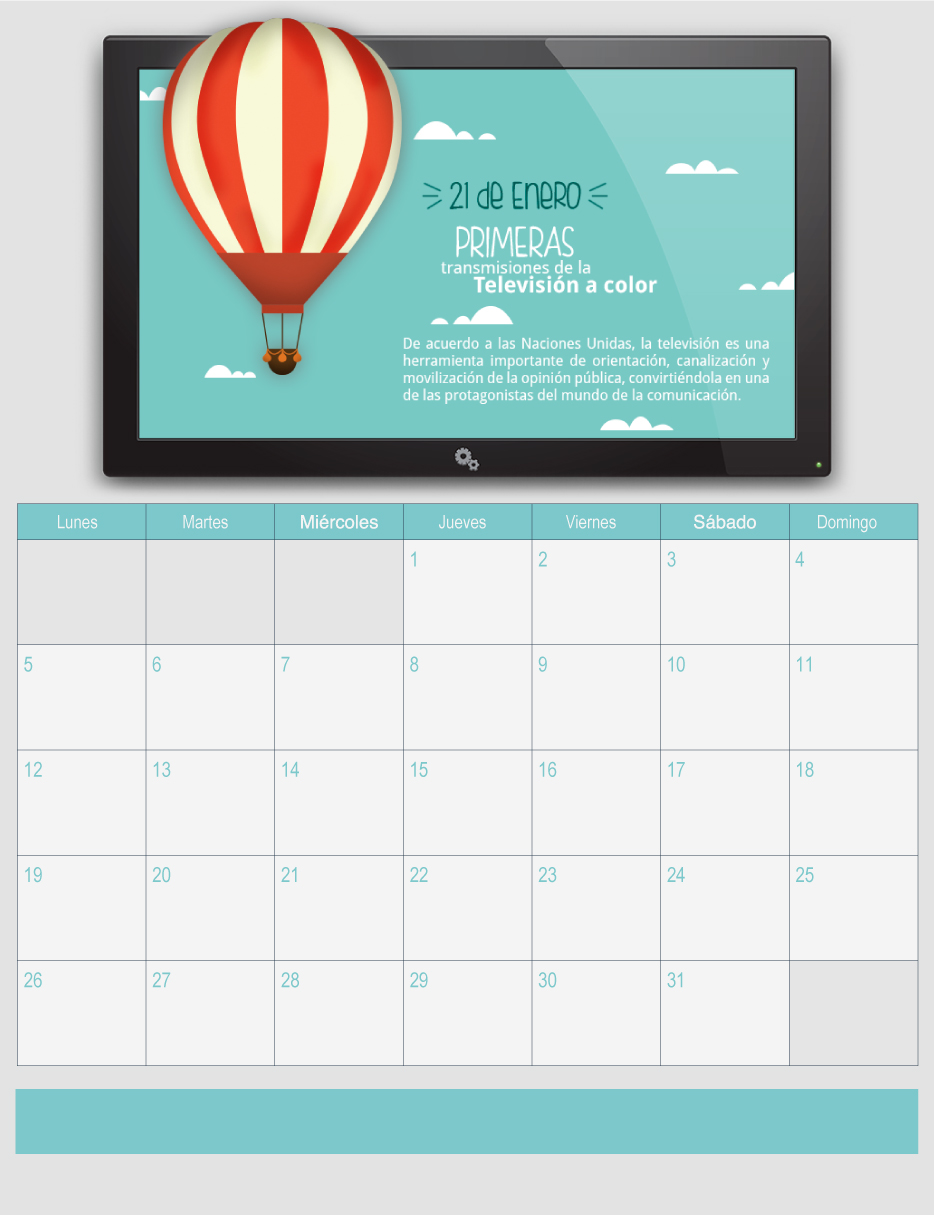 21 de Enero
PRIMERAS
transmisiones de la
Televisión a color
De acuerdo a las Naciones Unidas, la televisión es una
herramienta importante de orientación, canalización y
movilización de la opinión pública, convirtiéndola en una
de las protagonistas del mundo de la comunicación.
Lunes Martes Miércoles Jueves Viernes Sábado Domingo
1 2 3 4
5 6 7 8 9 10 11
12 13 14 15 16 17 18
19 20 21 22 23 24 25
26 27 28 29 30 31